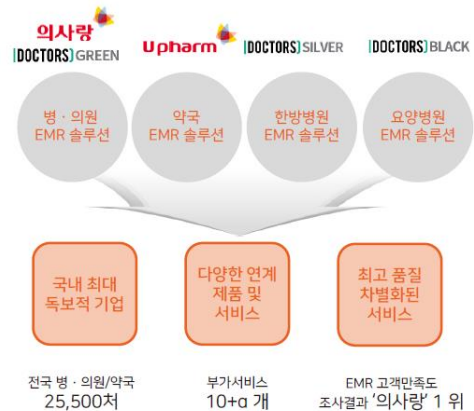 의사랑
[DOCTORS) GREEN
Upharm
[DOCTORS) SILVER
[DOCTORS) BLACK
병 · 의원
EMR 솔루션
약국
EMR 솔루션
한방병원
EMR 솔루션
요양병원
EMR 솔루션
국내 최대
독보적 기업
다양한 연계
제품 및
서비스
최고 품질
차별화된
서비스
전국 병 · 의원/약국
25,500처
부가서비스
10+α 개
EMR 고객만족도
조사결과 '의사랑' 1 위